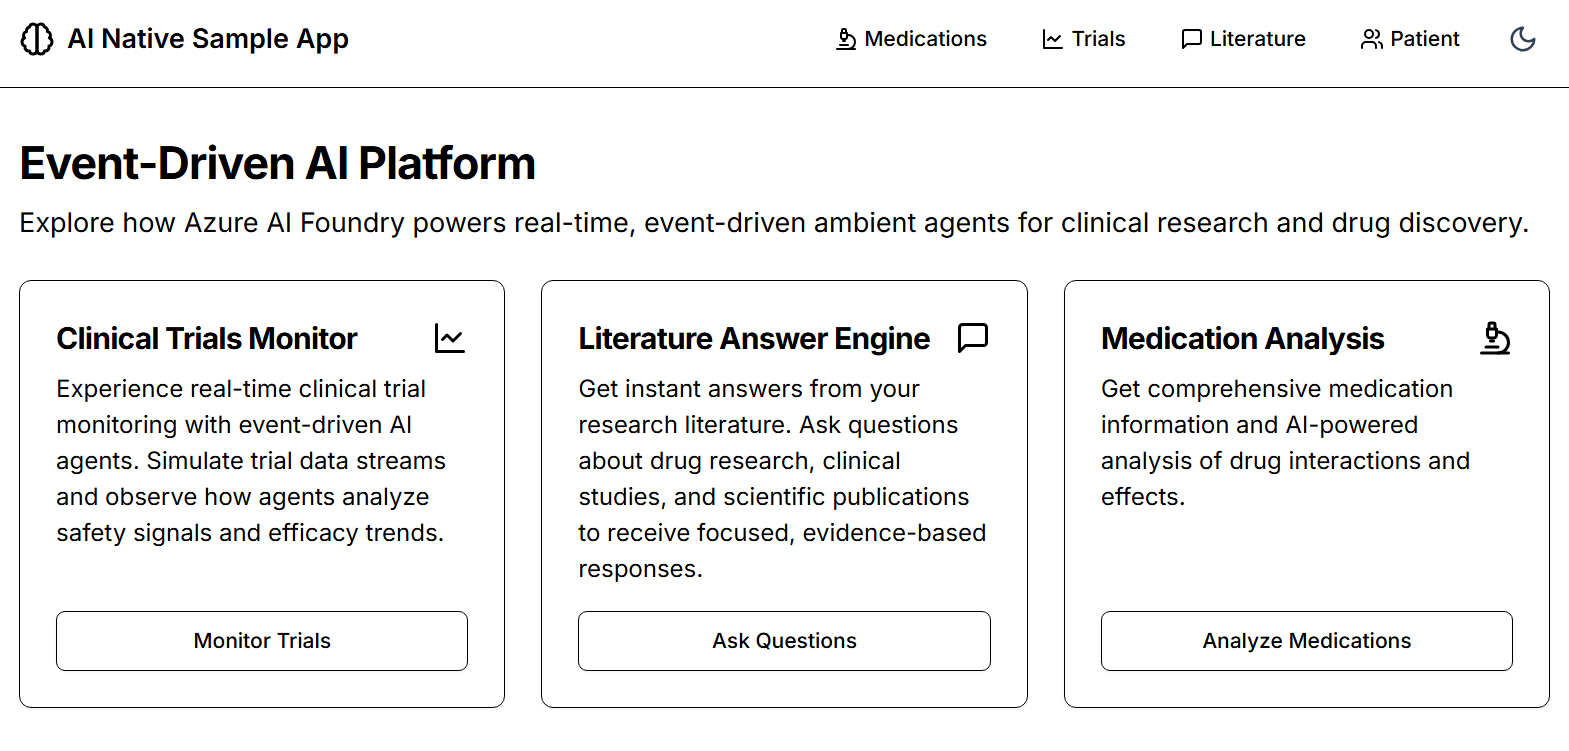 AI Native Sample App
Medications
Trials
Literature
Patient
Event-Driven AI Platform
Explore how Azure AI Foundry powers real-time, event-driven ambient agents for clinical research and drug discovery.
Clinical Trials Monitor
Experience real-time clinical trial
monitoring with event-driven AI
agents. Simulate trial data streams
and observe how agents analyze
safety signals and efficacy trends.
Monitor Trials
Literature Answer Engine
Get instant answers from your
research literature. Ask questions
about drug research, clinical
studies, and scientific publications
to receive focused, evidence-based
responses.
Ask Questions
Medication Analysis
Get comprehensive medication
information and AI-powered
analysis of drug interactions and
effects.
Analyze Medications